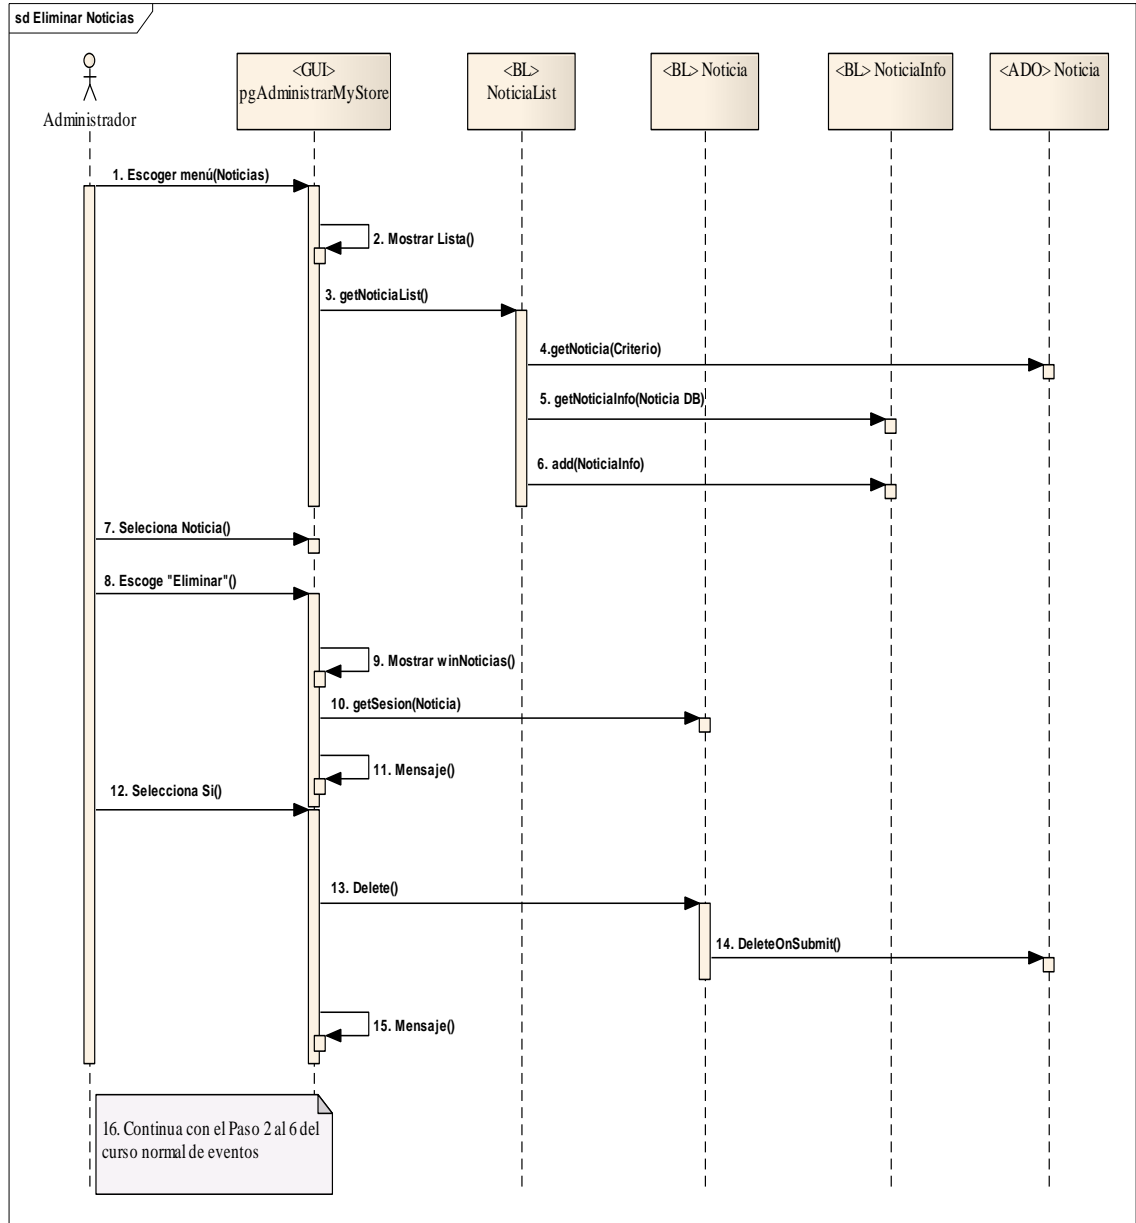 sd Eliminar Noticias
Administrador
<GUI>
pgAdministrarMyStore
<BL>
NoticiaList
<BL> Noticia
<BL> NoticiaInfo
<ADO> Noticia
1. Escoger menú(Noticias)
2. Mostrar Lista()
3. getNoticiaList()
4.getNoticia(Criterio)
5. getNoticiaInfo(Noticia DB)
6. add(NoticiaInfo)
7. Seleciona Noticia()
8. Escoge "Eliminar"()
9. Mostrar winNoticias()
10. getSesion(Noticia)
11. Mensaje()
12. Selecciona Si()
13. Delete()
14. DeleteOnSubmit()
15. Mensaje()
16. Continua con el Paso 2 al 6 del
curso normal de eventos